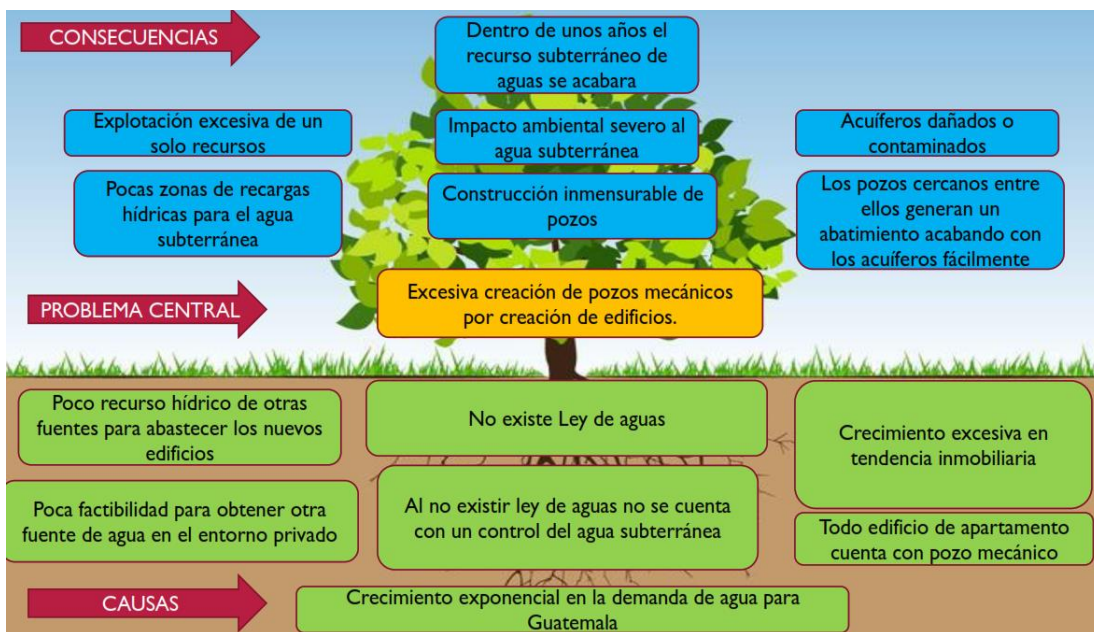 CONSECUENCIAS
Dentro de unos años el
recurso subterráneo de
aguas se acabara
Explotación excesiva de un
solo recursos
Impacto ambiental severo al
agua subterránea
Acuíferos dañados o
contaminados
Pocas zonas de recargas
hídricas para el agua
subterránea
Construcción inmensurable de
pozos
Los pozos cercanos entre
ellos generan un
abatimiento acabando con
los acuíferos fácilmente
PROBLEMA CENTRAL
Excesiva creación de pozos mecánicos
por creación de edificios.
Poco recurso hídrico de otras
fuentes para abastecer los nuevos
edificios
No existe Ley de aguas
Crecimiento excesiva en
tendencia inmobiliaria
Poca factibilidad para obtener otra
fuente de agua en el entorno privado
Al no existir ley de aguas no se cuenta
con un control del agua subterránea
Todo edificio de apartamento
cuenta con pozo mecánico
CAUSAS
Crecimiento exponencial en la demanda de agua para
Guatemala